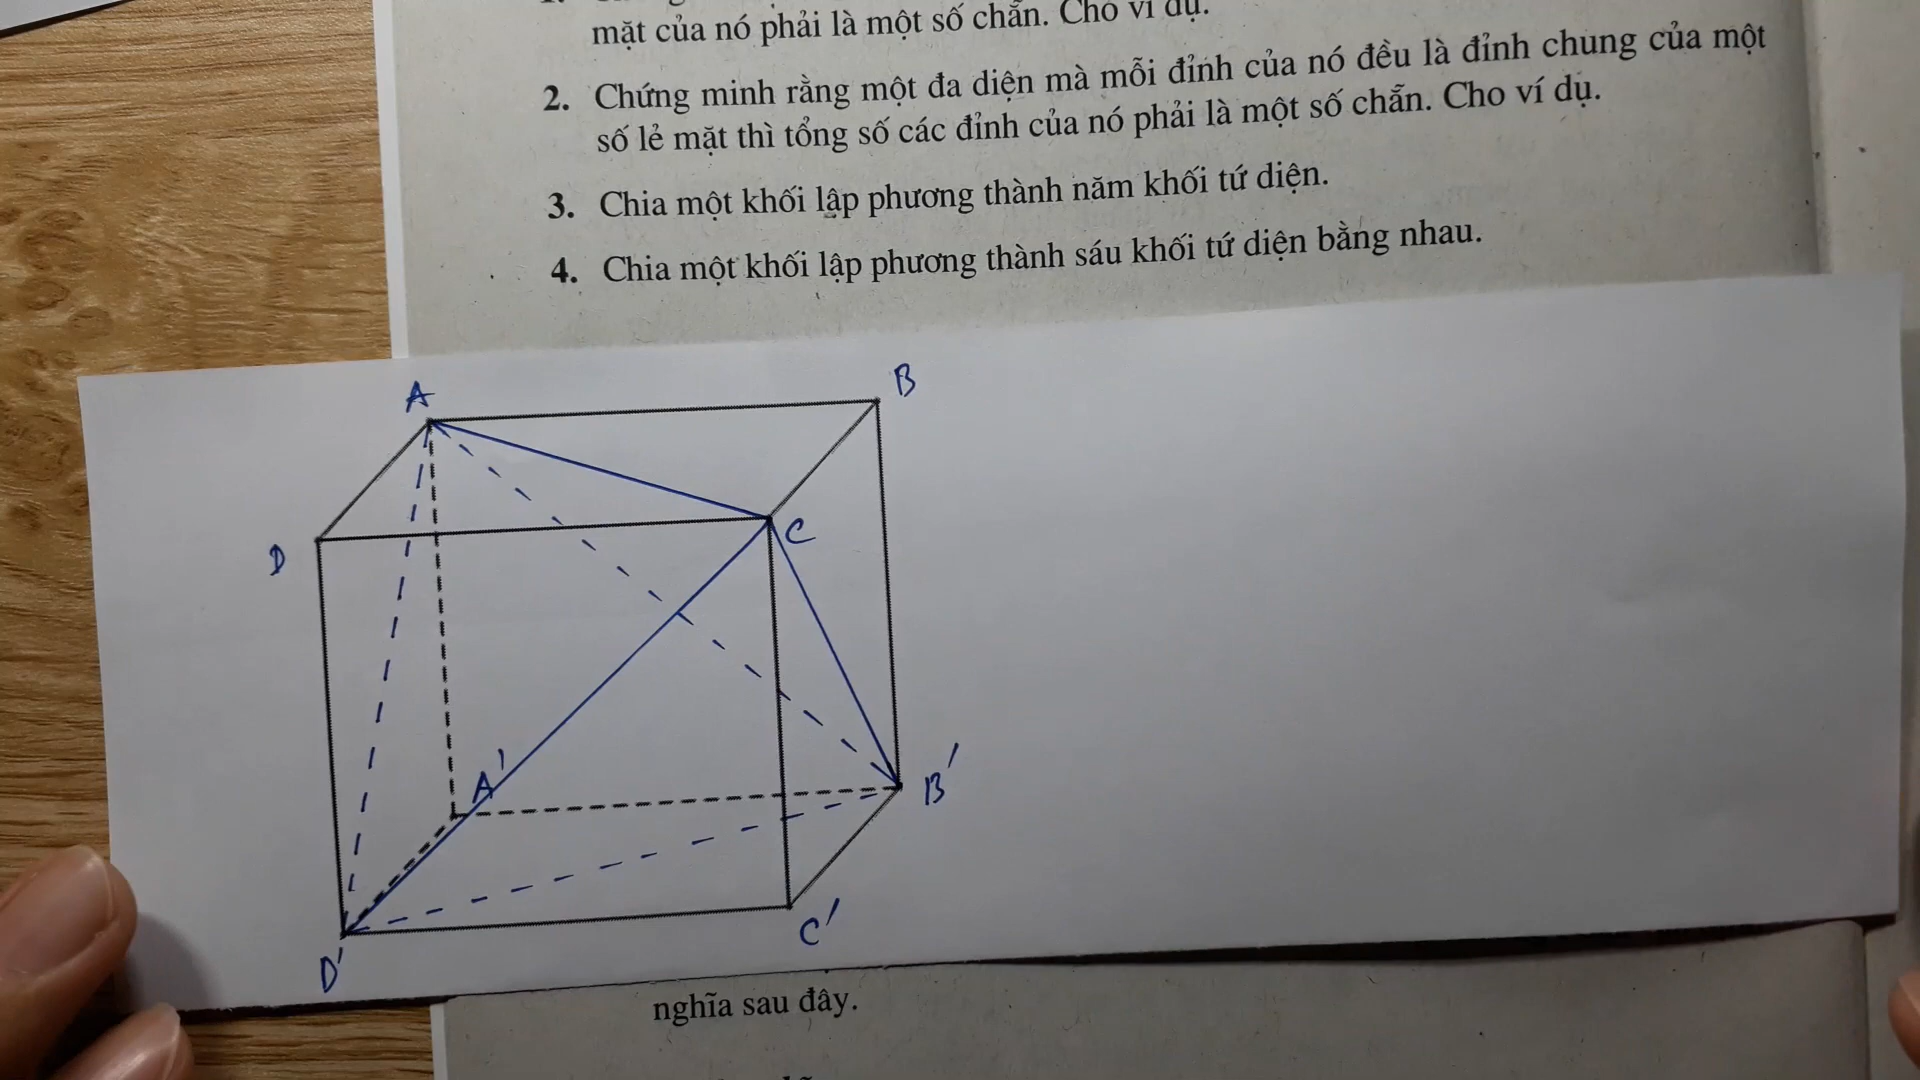 mặt của nó phải là một số chẵn. Cho ví dụ.
2. Chứng minh rằng một đa diện mà mỗi đỉnh của nó đều là đỉnh chung của một
số lẻ mặt thì tổng số các đỉnh của nó phải là một số chẵn. Cho ví dụ.
3. Chia một khối lập phương thành năm khối tứ diện.
4. Chia một khối lập phương thành sáu khối tứ diện bằng nhau.
A
B
D
C
A'
B'
C'
D'
nghĩa sau đây.